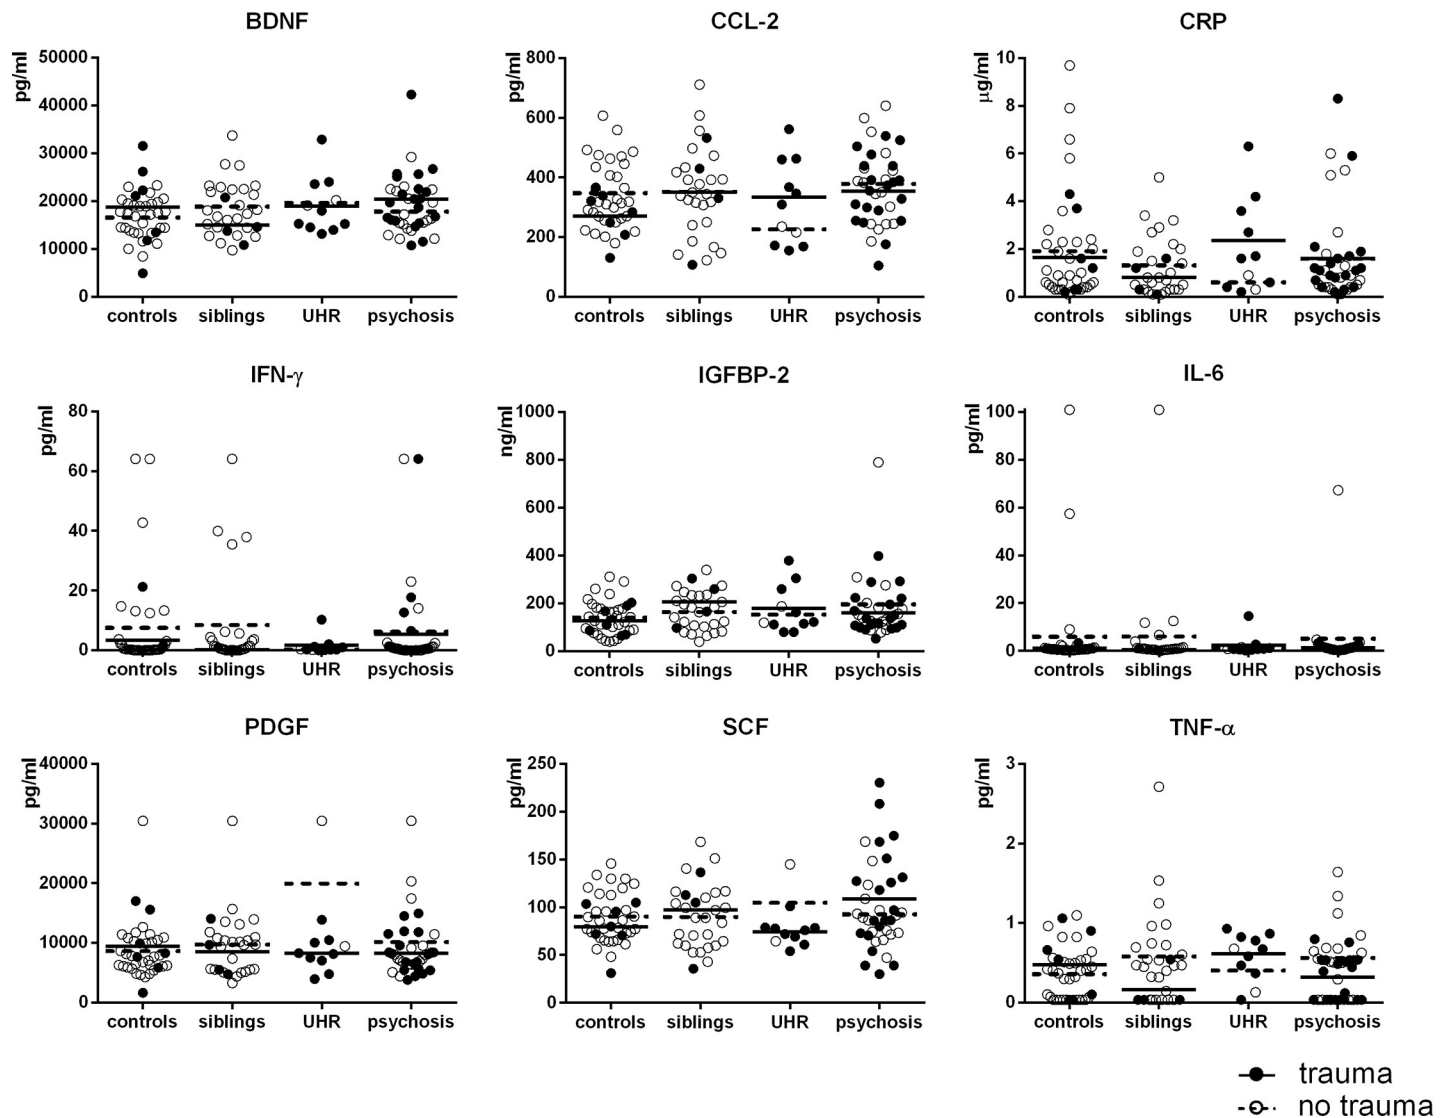 BDNF
pg/ml
50000
40000
30000
20000
10000
0
controls siblings UHR psychosis
CCL-2
pg/ml
800
600
400
200
0
controls siblings UHR psychosis
CRP
μg/ml
10
8
6
4
2
0
controls siblings UHR psychosis
IFN-γ
pg/ml
80
60
40
20
0
controls siblings UHR psychosis
IGFBP-2
ng/ml
1000
800
600
400
200
0
controls siblings UHR psychosis
IL-6
pg/ml
100
80
60
40
20
0
controls siblings UHR psychosis
PDGF
pg/ml
40000
30000
20000
10000
0
controls siblings UHR psychosis
SCF
pg/ml
250
200
150
100
50
0
controls siblings UHR psychosis
TNF-α
pg/ml
3
2
1
0
controls siblings UHR psychosis
trauma
no trauma